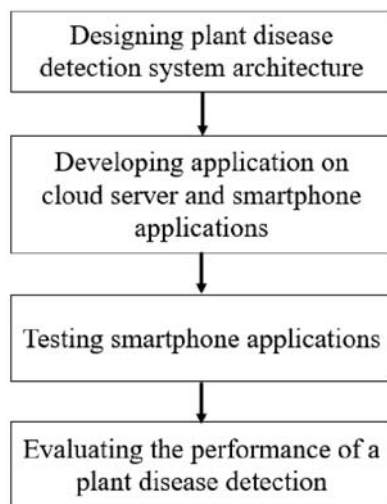 Designing plant disease
detection system architecture
Developing application on
cloud server and smartphone
applications
Testing smartphone applications
Evaluating the performance of a
plant disease detection